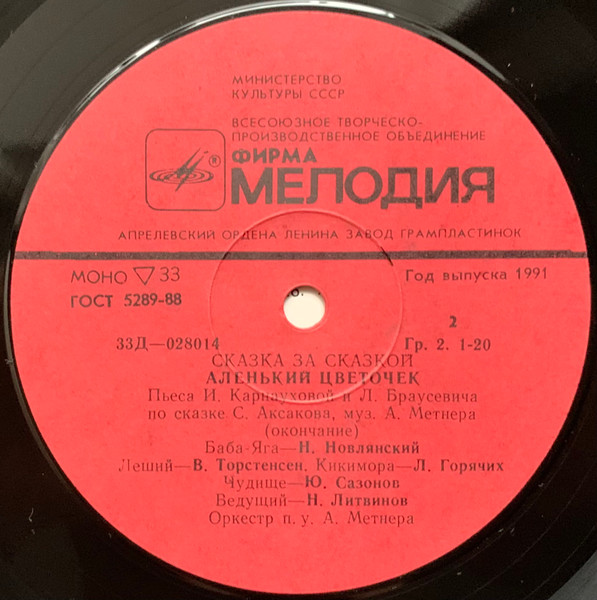 МИНИСТЕРСТВО
КУЛЬТУРЫ СССР
ВСЕСОЮЗНОЕ ТВОРЧЕСКО-
ПРОИЗВОДСТВЕННОЕ ОБЪЕДИНЕНИЕ
®
ФИРМА
МЕЛОДИЯ
АПРЕЛЕВСКИЙ ОРДЕНА ЛЕНИНА ЗАВОД ГРАМПЛАСТИНОК
МОНО ▽ 33
Год выпуска 1991
ГОСТ 5289-88
2
33Д—028014
Гр. 2. 1-20
СКАЗКА ЗА СКАЗКОЙ
АЛЕНЬКИЙ ЦВЕТОЧЕК
Пьеса И. Карнауховой и Л. Браусевича
по сказке С. Аксакова, муз. А. Метнера
(окончание)
Баба-Яга—Н. Новлянский
Леший—В. Торстенсен, Кикимора—Л. Горячих
Чудище—Ю. Сазонов
Ведущий—Н. Литвинов
Оркестр п. у. А. Метнера